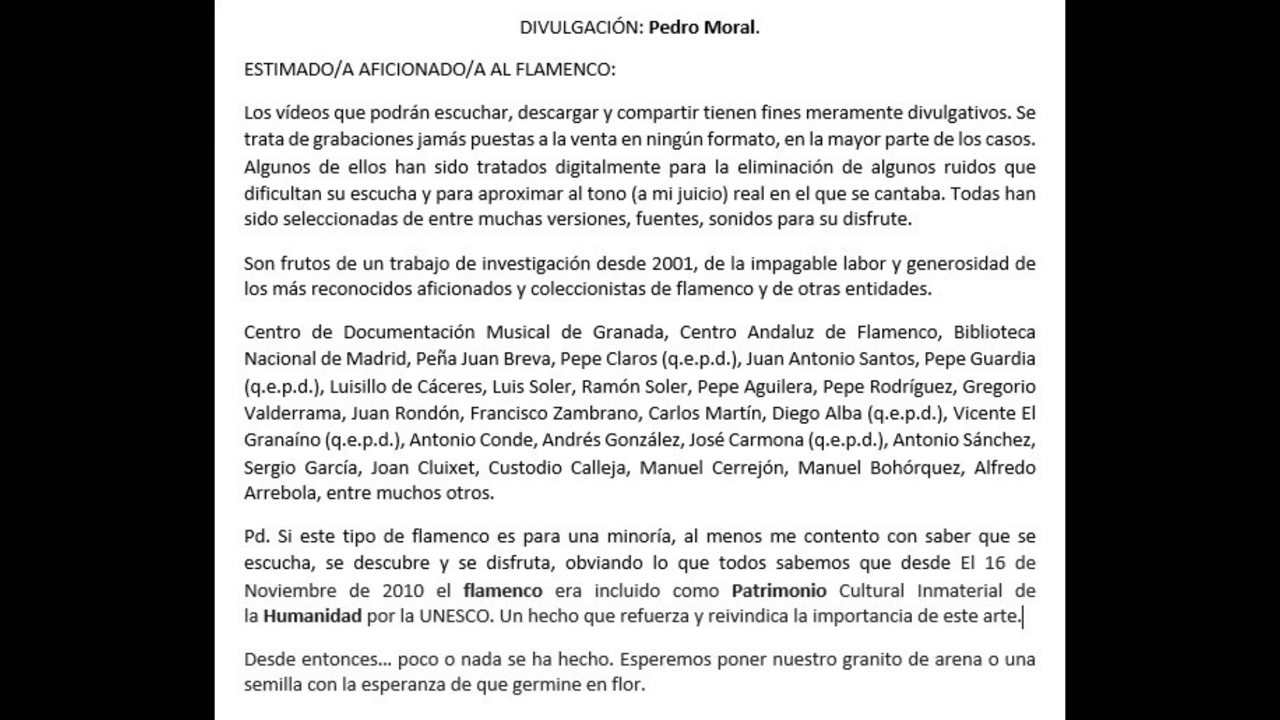 DIVULGACIÓN: Pedro Moral.
ESTIMADO/A AFICIONADO/A AL FLAMENCO:
Los vídeos que podrán escuchar, descargar y compartir tienen fines meramente divulgativos. Se
trata de grabaciones jamás puestas a la venta en ningún formato, en la mayor parte de los casos.
Algunos de ellos han sido tratados digitalmente para la eliminación de algunos ruidos que
dificultan su escucha y para aproximar al tono (a mi juicio) real en el que se cantaba. Todas han
sido seleccionadas de entre muchas versiones, fuentes, sonidos para su disfrute.
Son frutos de un trabajo de investigación desde 2001, de la impagable labor y generosidad de
los más reconocidos aficionados y coleccionistas de flamenco y de otras entidades.
Centro de Documentación Musical de Granada, Centro Andaluz de Flamenco, Biblioteca
Nacional de Madrid, Peña Juan Breva, Pepe Claros (q.e.p.d.), Juan Antonio Santos, Pepe Guardia
(q.e.p.d.), Luisillo de Cáceres, Luis Soler, Ramón Soler, Pepe Aguilera, Pepe Rodríguez, Gregorio
Valderrama, Juan Rondón, Francisco Zambrano, Carlos Martín, Diego Alba (q.e.p.d.), Vicente El
Granaíno (q.e.p.d.), Antonio Conde, Andrés González, José Carmona (q.e.p.d.), Antonio Sánchez,
Sergio García, Joan Cluixet, Custodio Calleja, Manuel Cerrejón, Manuel Bohórquez, Alfredo
Arrebola, entre muchos otros.
Pd. Si este tipo de flamenco es para una minoría, al menos me contento con saber que se
escucha, se descubre y se disfruta, obviando lo que todos sabemos que desde El 16 de
Noviembre de 2010 el flamenco era incluido como Patrimonio Cultural Inmaterial de
la Humanidad por la UNESCO. Un hecho que refuerza y reivindica la importancia de este arte.
Desde entonces... poco o nada se ha hecho. Esperemos poner nuestro granito de arena o una
semilla con la esperanza de que germine en flor.